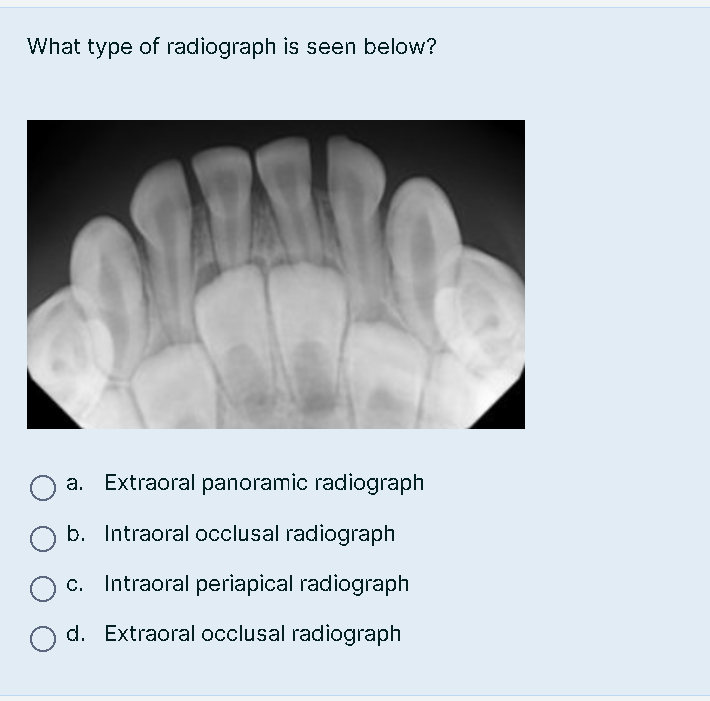 What type of radiograph is seen below?
a. Extraoral panoramic radiograph
b. Intraoral occlusal radiograph
c. Intraoral periapical radiograph
d. Extraoral occlusal radiograph